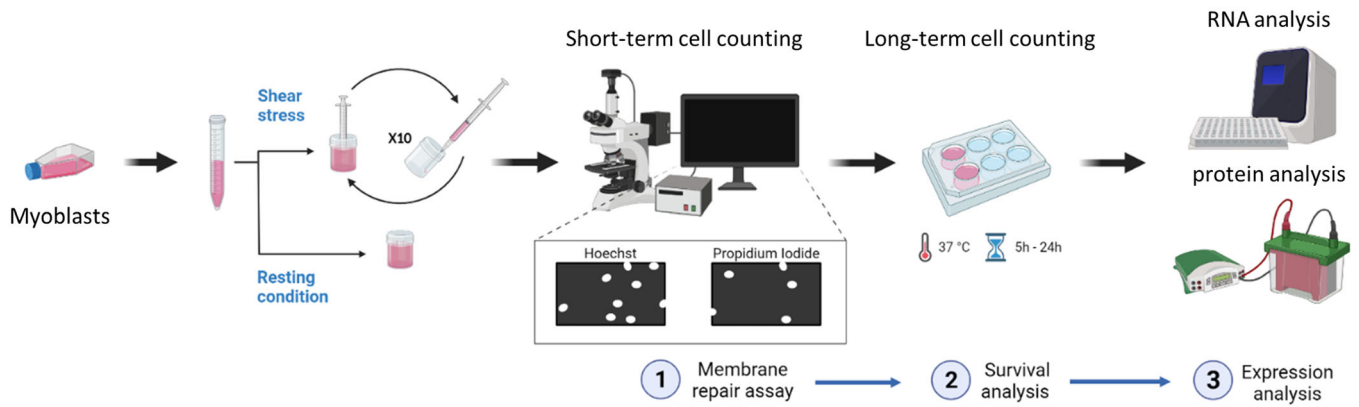 Myoblasts
Shear
stress
X10
Resting
condition
Short-term cell counting
Hoechst
Propidium Iodide
Long-term cell counting
37 °C
5h - 24h
RNA analysis
protein analysis
1
Membrane
repair assay
2
Survival
analysis
3
Expression
analysis